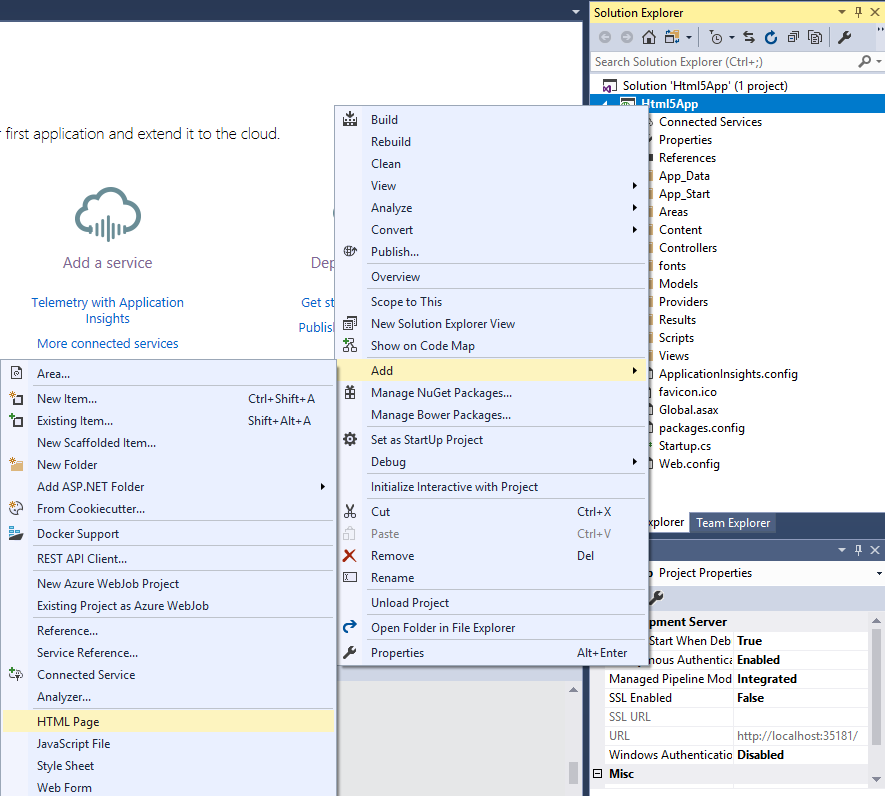 Solution Explorer
Search Solution Explorer (Ctrl+;)
Solution 'Html5App' (1 project)
Html5App
Connected Services
Properties
References
App_Data
App_Start
Areas
Content
Controllers
fonts
Models
Providers
Results
Scripts
Views
ApplicationInsights.config
favicon.ico
Global.asax
packages.config
Startup.cs
Web.config
first application and extend it to the cloud.
Add a service
Telemetry with Application
Insights
More connected services
Dep
Get st
Publis
Build
Rebuild
Clean
View
Analyze
Convert
Publish...
Overview
Scope to This
New Solution Explorer View
Show on Code Map
Add
Manage NuGet Packages...
Manage Bower Packages...
Set as StartUp Project
Debug
Initialize Interactive with Project
Cut Ctrl+X
Paste Ctrl+V
Remove Del
Rename
Unload Project
Open Folder in File Explorer
Properties Alt+Enter
Area...
New Item... Ctrl+Shift+A
Existing Item... Shift+Alt+A
New Scaffolded Item...
New Folder
Add ASP.NET Folder
From Cookiecutter...
Docker Support
REST API Client...
New Azure WebJob Project
Existing Project as Azure WebJob
Reference...
Service Reference...
Connected Service
Analyzer...
HTML Page
JavaScript File
Style Sheet
Web Form
xplorer Team Explorer
Project Properties
pment Server
Start When Deb True
nous Authentica Enabled
Managed Pipeline Mod Integrated
SSL Enabled False
SSL URL
URL http://localhost:35181/
Windows Authenticatio Disabled
Misc